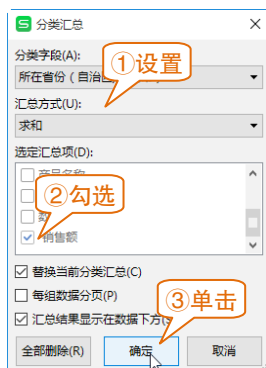 S 分类汇总
分类字段(A):
①设置
所在省份(自治
汇总方式(U):
求和
选定汇总项(D):
②勾选
销售额
替换当前分类汇总(C)
每组数据分页(P)
③单击
汇总结果显示在数据下方(
全部删除(R)
确定
取消